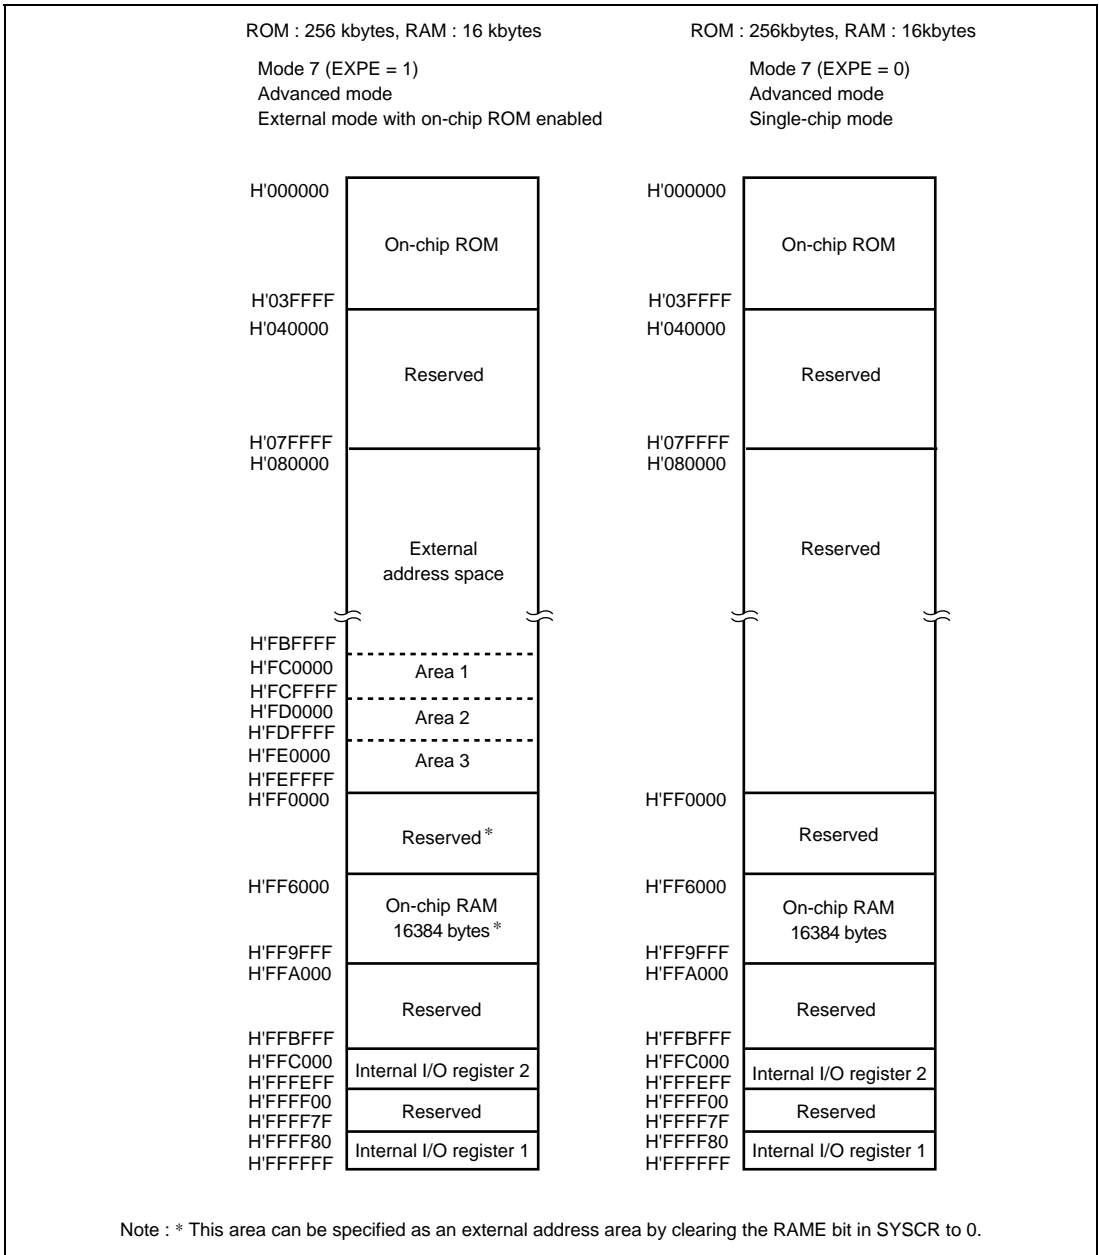 ROM : 256 kbytes, RAM : 16 kbytes
Mode 7 (EXPE = 1)
Advanced mode
External mode with on-chip ROM enabled
H'000000
On-chip ROM
H'03FFFF
H'040000
Reserved
H'07FFFF
H'080000
External
address space
H'FBFFFF
H'FC0000
Area 1
H'FCFFFF
H'FD0000
Area 2
H'FDFFFF
H'FE0000
Area 3
H'FEFFFF
H'FF0000
Reserved *
H'FF6000
On-chip RAM
16384 bytes *
H'FF9FFF
H'FFA000
Reserved
H'FFBFFF
H'FFC000
Internal I/O register 2
H'FFFEFF
H'FFFF00
Reserved
H'FFFF7F
H'FFFF80
Internal I/O register 1
H'FFFFFF
ROM : 256kbytes, RAM : 16kbytes
Mode 7 (EXPE = 0)
Advanced mode
Single-chip mode
H'000000
On-chip ROM
H'03FFFF
H'040000
Reserved
H'07FFFF
H'080000
Reserved
H'FF0000
Reserved
H'FF6000
On-chip RAM
16384 bytes
H'FF9FFF
H'FFA000
Reserved
H'FFBFFF
H'FFC000
Internal I/O register 2
H'FFFEFF
H'FFFF00
Reserved
H'FFFF7F
H'FFFF80
Internal I/O register 1
H'FFFFFF
Note : * This area can be specified as an external address area by clearing the RAME bit in SYSCR to 0.